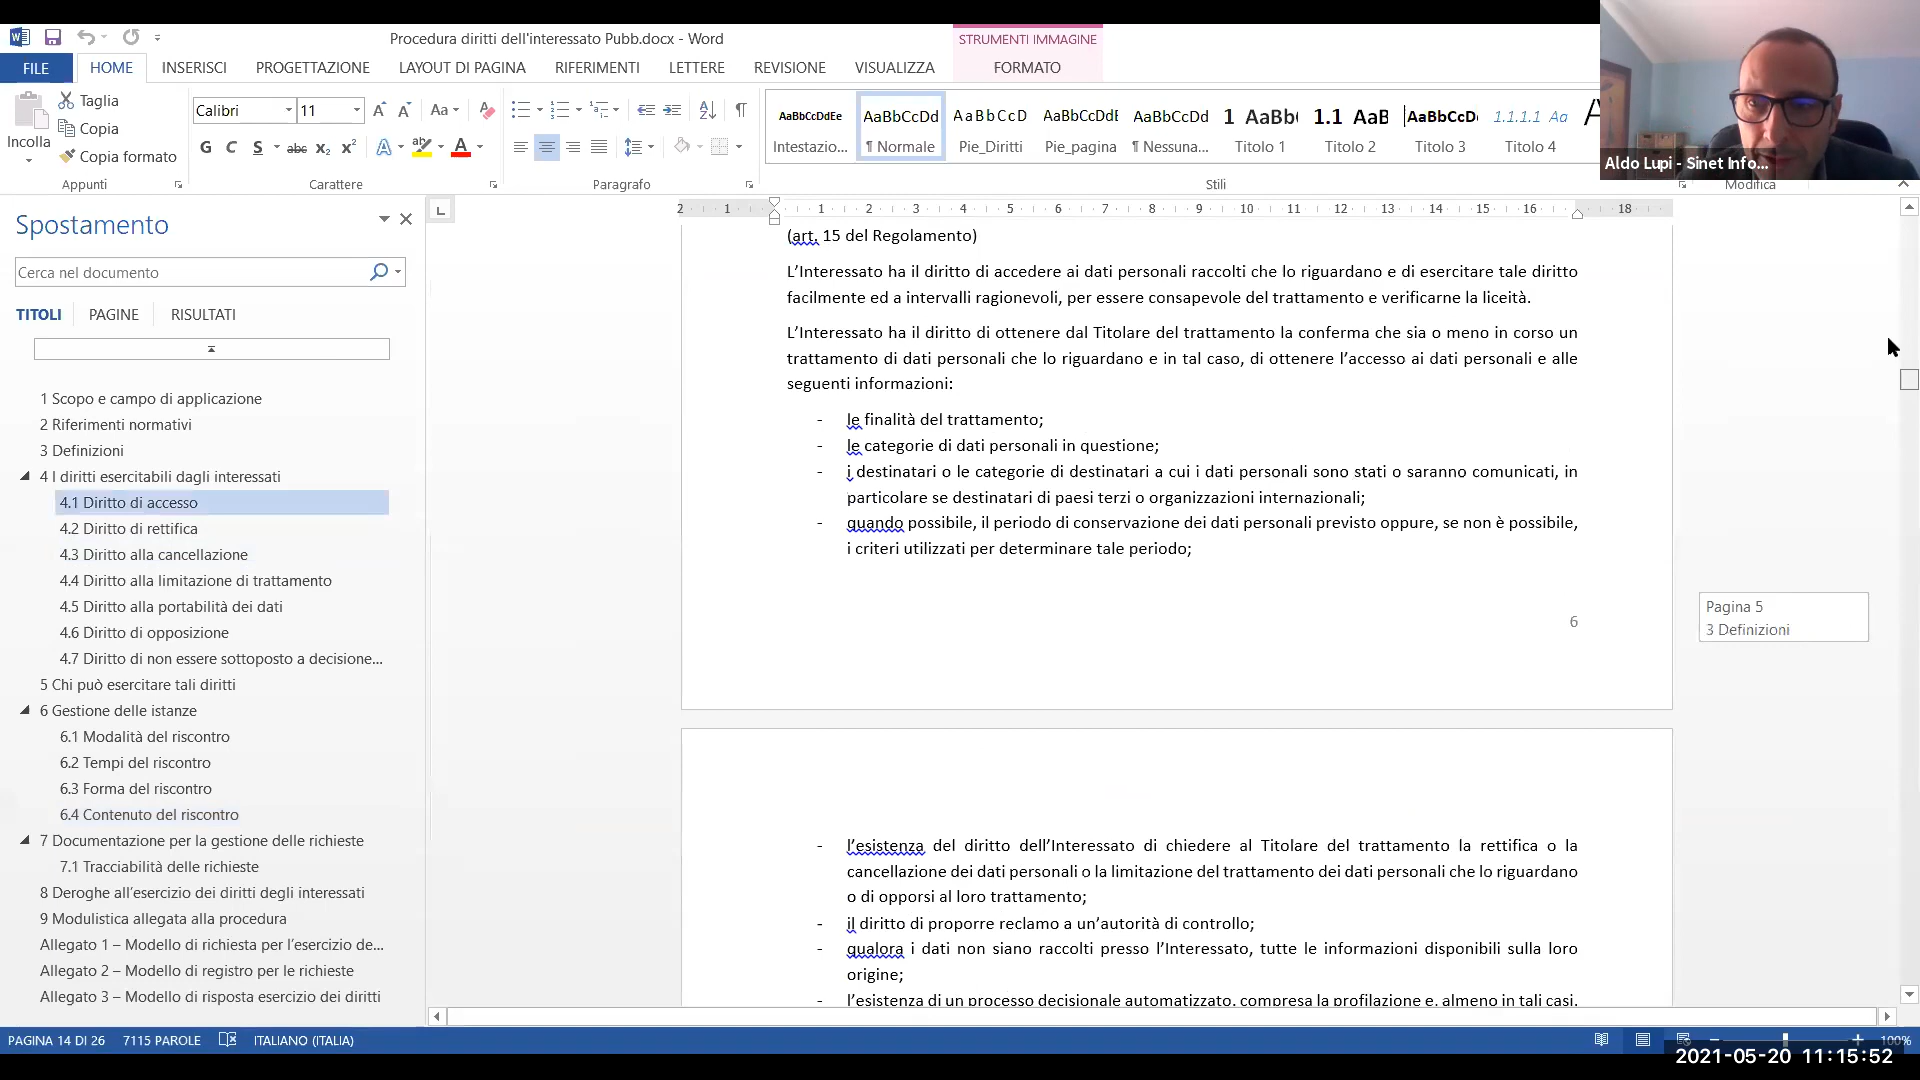 Procedura diritti dell'interessato Pubb.docx - Word
STRUMENTI IMMAGINE
FILE HOME INSERISCI PROGETTAZIONE LAYOUT DI PAGINA RIFERIMENTI LETTERE REVISIONE VISUALIZZA FORMATO
Incolla
Taglia
Copia
Copia formato
Appunti
Calibri 11
G C S abc x₂ x²
Carattere
Paragrafo
AaBbCcDdEe AaBbCcDd AaBbCcD AaBbCcDdE AaBbCcDd 1 AaBb 1.1 AaB AaBbCcD 1.1.1.1 Aa
Intestazio... ¶ Normale Pie_Diritti Pie_pagina ¶ Nessuna... Titolo 1 Titolo 2 Titolo 3 Titolo 4
Stili
Modifica
Aldo Lupi - Sinet Info...
Spostamento
Cerca nel documento
TITOLI PAGINE RISULTATI
1 Scopo e campo di applicazione
2 Riferimenti normativi
3 Definizioni
4 I diritti esercitabili dagli interessati
4.1 Diritto di accesso
4.2 Diritto di rettifica
4.3 Diritto alla cancellazione
4.4 Diritto alla limitazione di trattamento
4.5 Diritto alla portabilità dei dati
4.6 Diritto di opposizione
4.7 Diritto di non essere sottoposto a decisione...
5 Chi può esercitare tali diritti
6 Gestione delle istanze
6.1 Modalità del riscontro
6.2 Tempi del riscontro
6.3 Forma del riscontro
6.4 Contenuto del riscontro
7 Documentazione per la gestione delle richieste
7.1 Tracciabilità delle richieste
8 Deroghe all'esercizio dei diritti degli interessati
9 Modulistica allegata alla procedura
Allegato 1 – Modello di richiesta per l'esercizio de...
Allegato 2 – Modello di registro per le richieste
Allegato 3 – Modello di risposta esercizio dei diritti
2 1 1 2 3 4 5 6 7 8 9 10 11 12 13 14 15 16 18
(art. 15 del Regolamento)
L'Interessato ha il diritto di accedere ai dati personali raccolti che lo riguardano e di esercitare tale diritto
facilmente ed a intervalli ragionevoli, per essere consapevole del trattamento e verificarne la liceità.
L'Interessato ha il diritto di ottenere dal Titolare del trattamento la conferma che sia o meno in corso un
trattamento di dati personali che lo riguardano e in tal caso, di ottenere l'accesso ai dati personali e alle
seguenti informazioni:
- le finalità del trattamento;
- le categorie di dati personali in questione;
- i destinatari o le categorie di destinatari a cui i dati personali sono stati o saranno comunicati, in
particolare se destinatari di paesi terzi o organizzazioni internazionali;
- quando possibile, il periodo di conservazione dei dati personali previsto oppure, se non è possibile,
i criteri utilizzati per determinare tale periodo;
6
Pagina 5
3 Definizioni
- l'esistenza del diritto dell'Interessato di chiedere al Titolare del trattamento la rettifica o la
cancellazione dei dati personali o la limitazione del trattamento dei dati personali che lo riguardano
o di opporsi al loro trattamento;
- il diritto di proporre reclamo a un'autorità di controllo;
- qualora i dati non siano raccolti presso l'Interessato, tutte le informazioni disponibili sulla loro
origine;
- l'esistenza di un processo decisionale automatizzato, compresa la profilazione e, almeno in tali casi,
PAGINA 14 DI 26 7115 PAROLE ITALIANO (ITALIA) 100%
2021-05-20 11:15:52